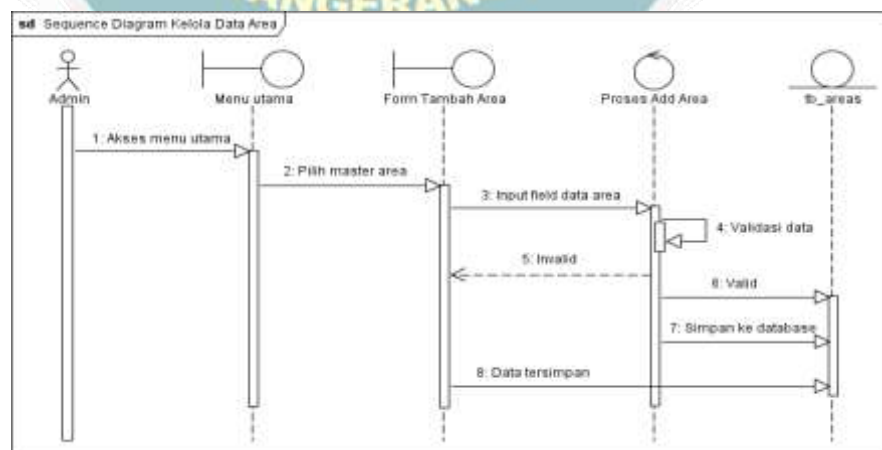 sd Sequence Diagram Kelola Data Area
Admin
Menu utama
Form Tambah Area
Proses Add Area
tb_areas
1: Akses menu utama
2: Pilih master area
3: Input field data area
4: Validasi data
5: Invalid
6: Valid
7: Simpan ke database
8: Data tersimpan